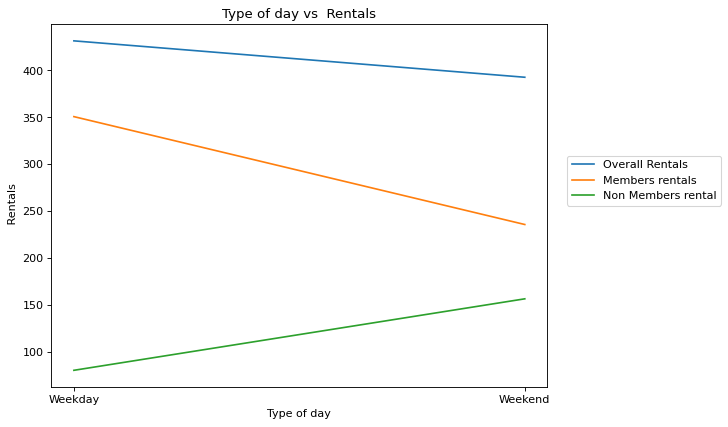 Type of day vs  Rentals
400
350
300
250
200
150
100
Rentals
Weekday
Weekend
Type of day
Overall Rentals
Members rentals
Non Members rental